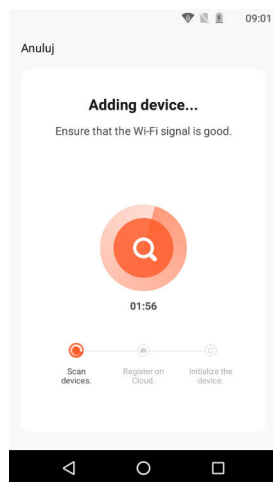 09:01
Anuluj
Adding device...
Ensure that the Wi-Fi signal is good.
01:56
Scan devices.
Register on Cloud.
Initialize the device.